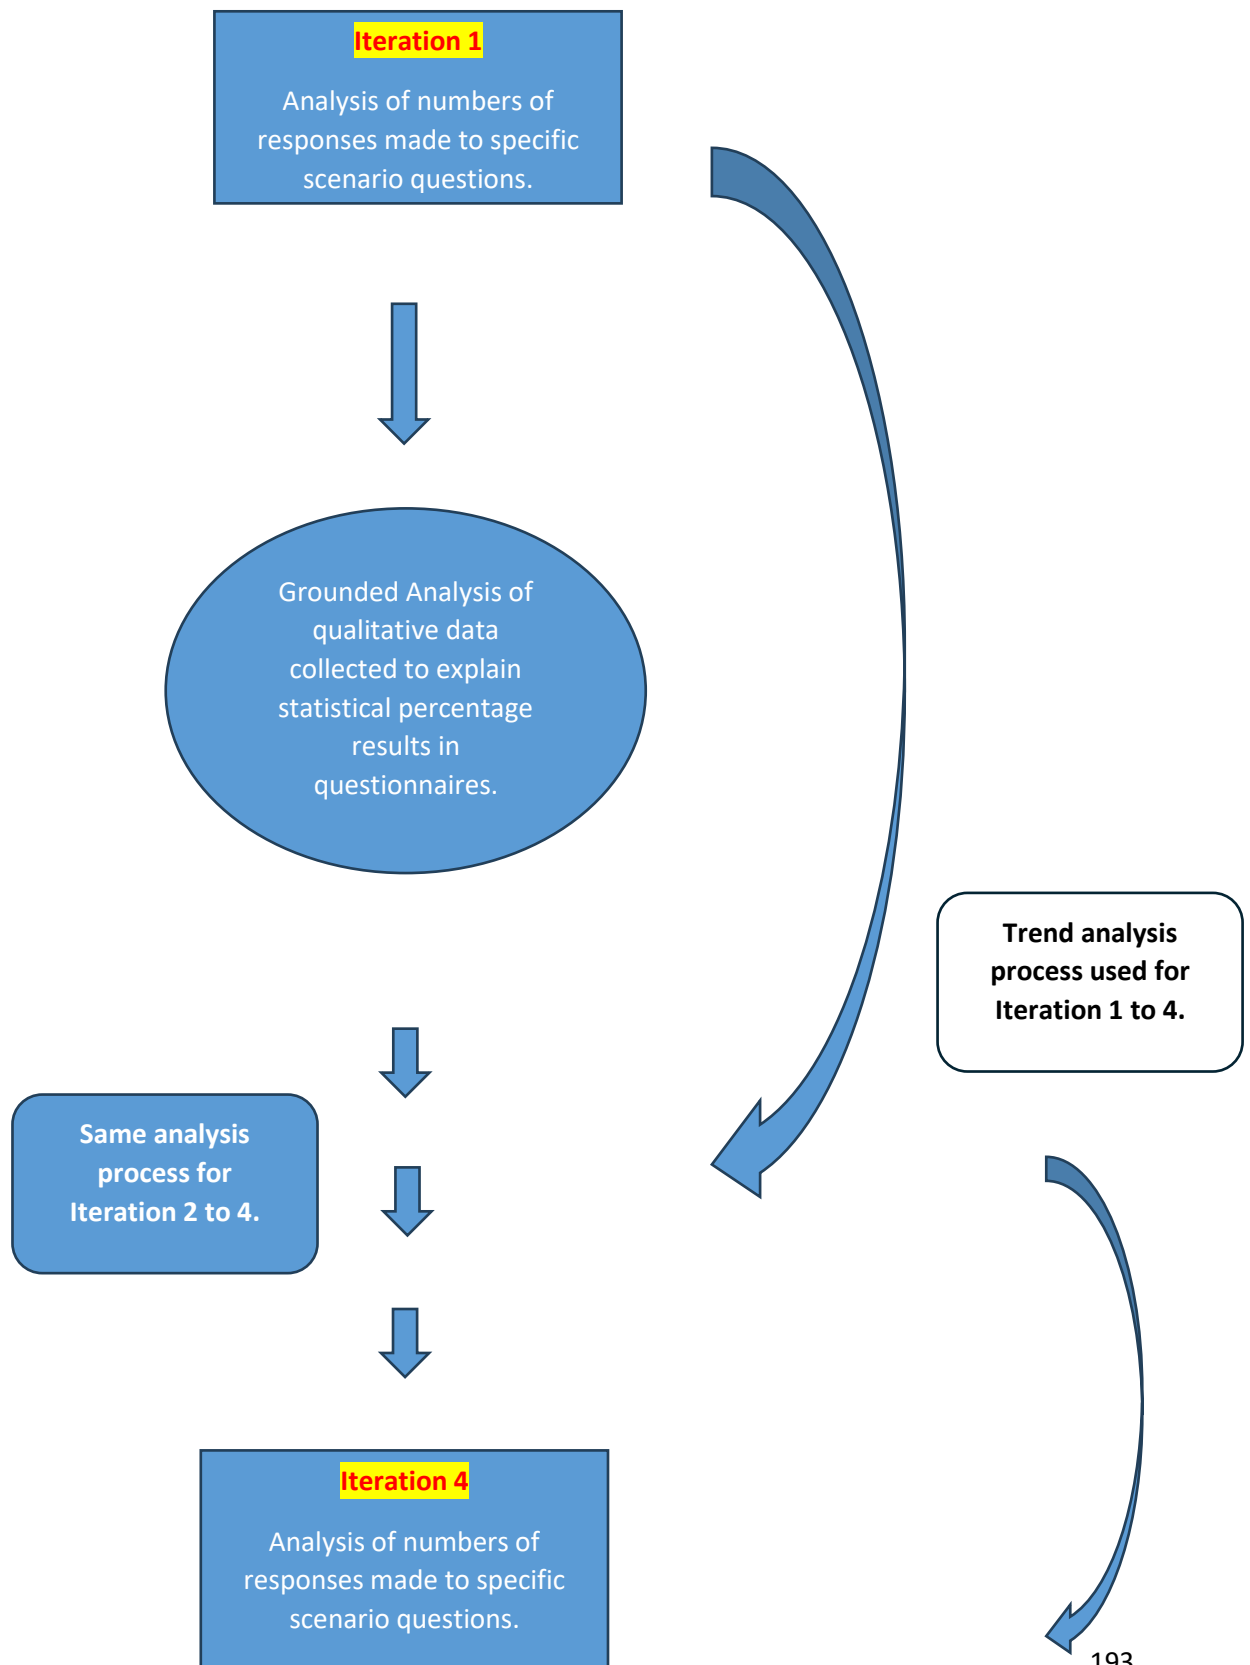 Iteration 1
Analysis of numbers of
responses made to specific
scenario questions.
Grounded Analysis of
qualitative data
collected to explain
statistical percentage
results in
questionnaires.
Trend analysis
process used for
Iteration 1 to 4.
Same analysis
process for
Iteration 2 to 4.
Iteration 4
Analysis of numbers of
responses made to specific
scenario questions.
193